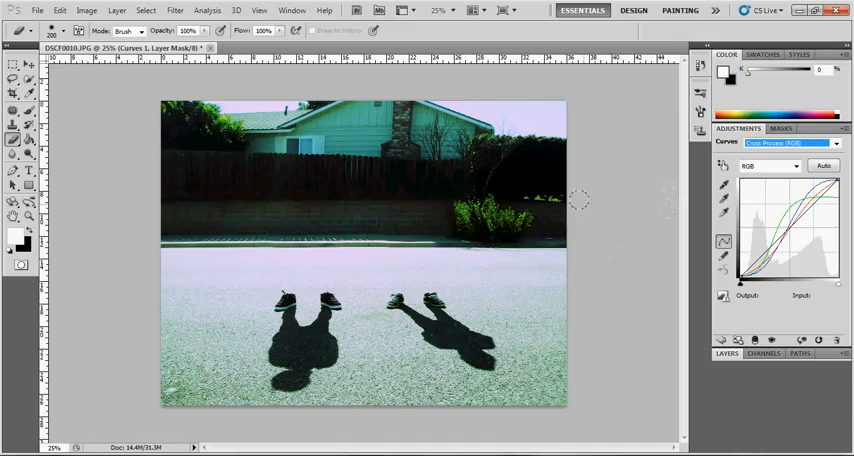 Ps File Edit Image Layer Select Filter Analysis 3D View Window Help Br Mb 25% ESSENTIALS DESIGN PAINTING >> CS Live
200 Mode: Brush Opacity: 100% Flow: 100% Erase to History
DSCF0010.JPG @ 25% (Curves 1, Layer Mask/8) *
COLOR SWATCHES STYLES
K 0 %
ADJUSTMENTS MASKS
Curves Cross Process (RGB)
RGB Auto
Output: Input:
LAYERS CHANNELS PATHS
25% Doc: 14.4M/31.3M